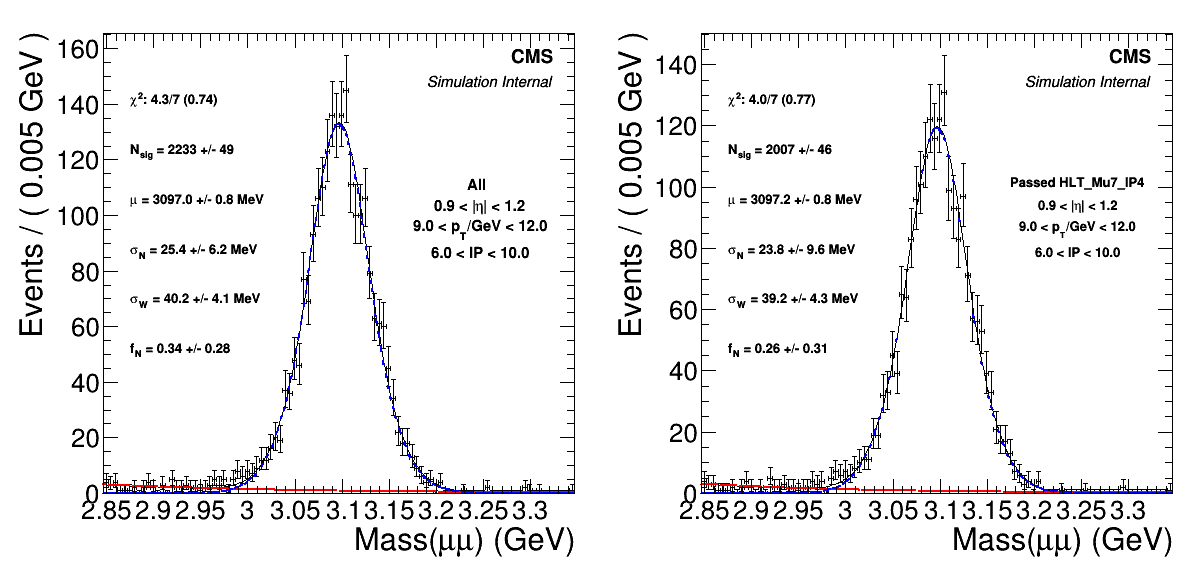 Events / ( 0.005 GeV )
160
140
120
100
80
60
40
20
0
CMS
Simulation Internal
χ²: 4.3/7 (0.74)
N_sig = 2233 +/- 49
μ = 3097.0 +/- 0.8 MeV
σ_N = 25.4 +/- 6.2 MeV
σ_W = 40.2 +/- 4.1 MeV
f_N = 0.34 +/- 0.28
All
0.9 < |η| < 1.2
9.0 < p_T/GeV < 12.0
6.0 < IP < 10.0
2.85 2.9 2.95 3 3.05 3.1 3.15 3.2 3.25 3.3
Mass(μμ) (GeV)
Events / ( 0.005 GeV )
140
120
100
80
60
40
20
0
CMS
Simulation Internal
χ²: 4.0/7 (0.77)
N_sig = 2007 +/- 46
μ = 3097.2 +/- 0.8 MeV
σ_N = 23.8 +/- 9.6 MeV
σ_W = 39.2 +/- 4.3 MeV
f_N = 0.26 +/- 0.31
Passed HLT_Mu7_IP4
0.9 < |η| < 1.2
9.0 < p_T/GeV < 12.0
6.0 < IP < 10.0
2.85 2.9 2.95 3 3.05 3.1 3.15 3.2 3.25 3.3
Mass(μμ) (GeV)